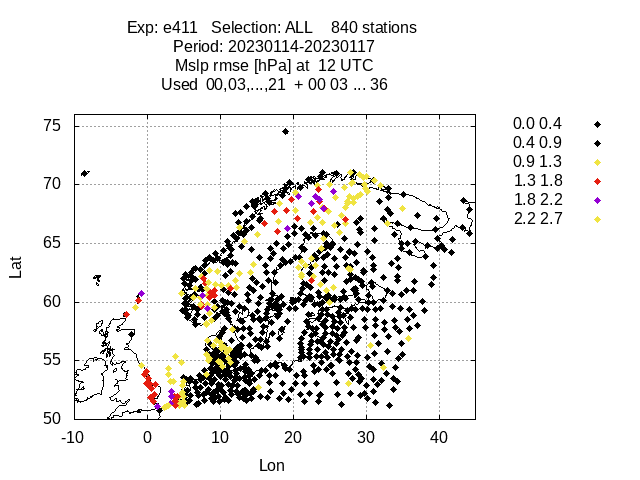 Exp: e411 Selection: ALL 840 stations
Period: 20230114-20230117
Mslp rmse [hPa] at 12 UTC
Used 00,03,...,21 + 00 03 ... 36
75
70
65
60
55
50
-10 0 10 20 30 40
Lat
Lon
0.0 0.4
0.4 0.9
0.9 1.3
1.3 1.8
1.8 2.2
2.2 2.7